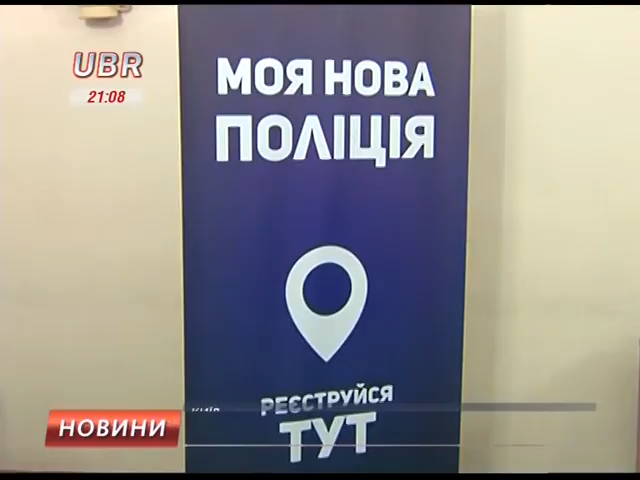 UBR
21:08
МОЯ НОВА
ПОЛІЦІЯ
РЕЄСТРУЙСЯ
ТУТ
НОВИНИ